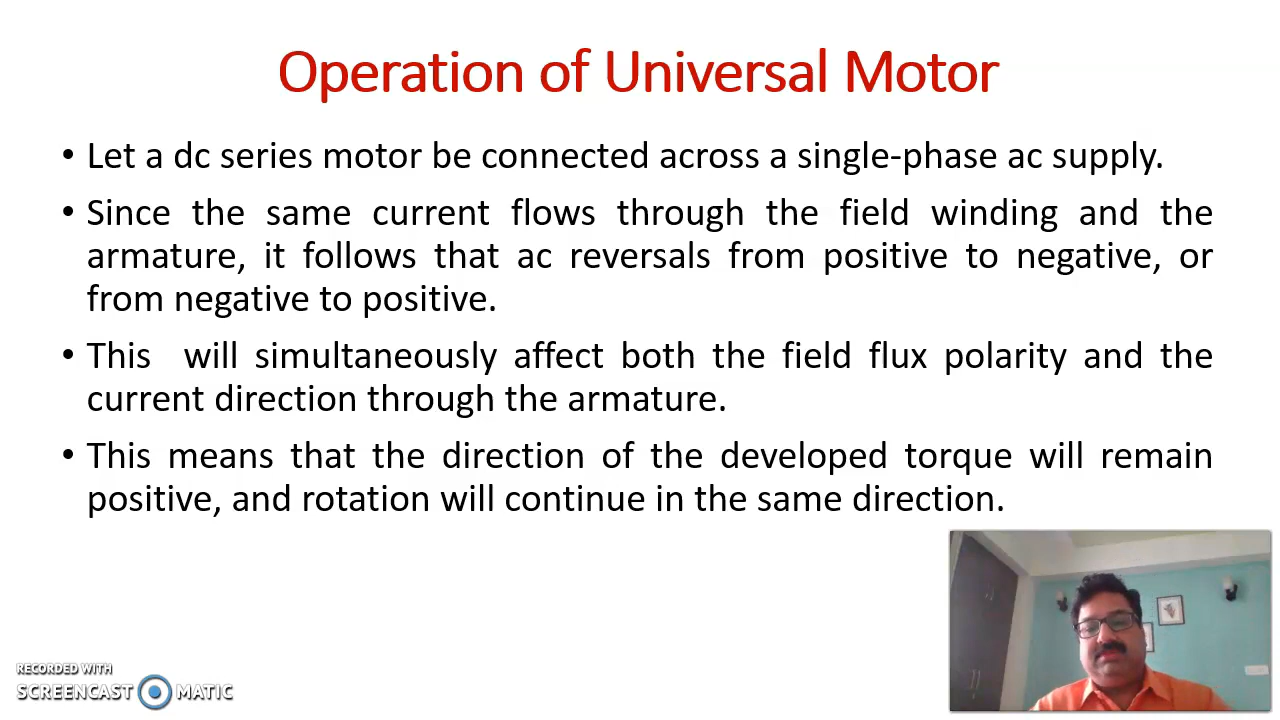 Operation of Universal Motor
• Let a dc series motor be connected across a single-phase ac supply.
• Since the same current flows through the field winding and the
armature, it follows that ac reversals from positive to negative, or
from negative to positive.
• This will simultaneously affect both the field flux polarity and the
current direction through the armature.
• This means that the direction of the developed torque will remain
positive, and rotation will continue in the same direction.
RECORDED WITH
SCREENCAST MATIC